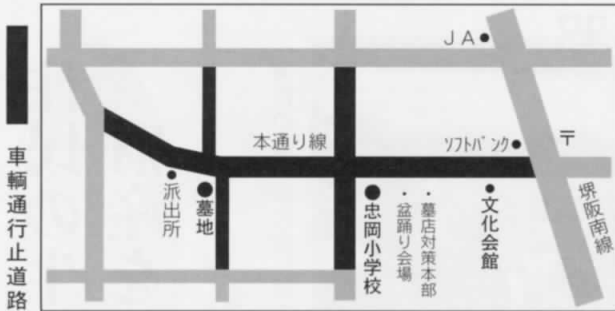 車輌通行止道路
JA
本通り線
ソフトバンク
〒
堺阪南線
派出所
墓地
忠岡小学校
・盆踊り会場
・墓店対策本部
文化会館